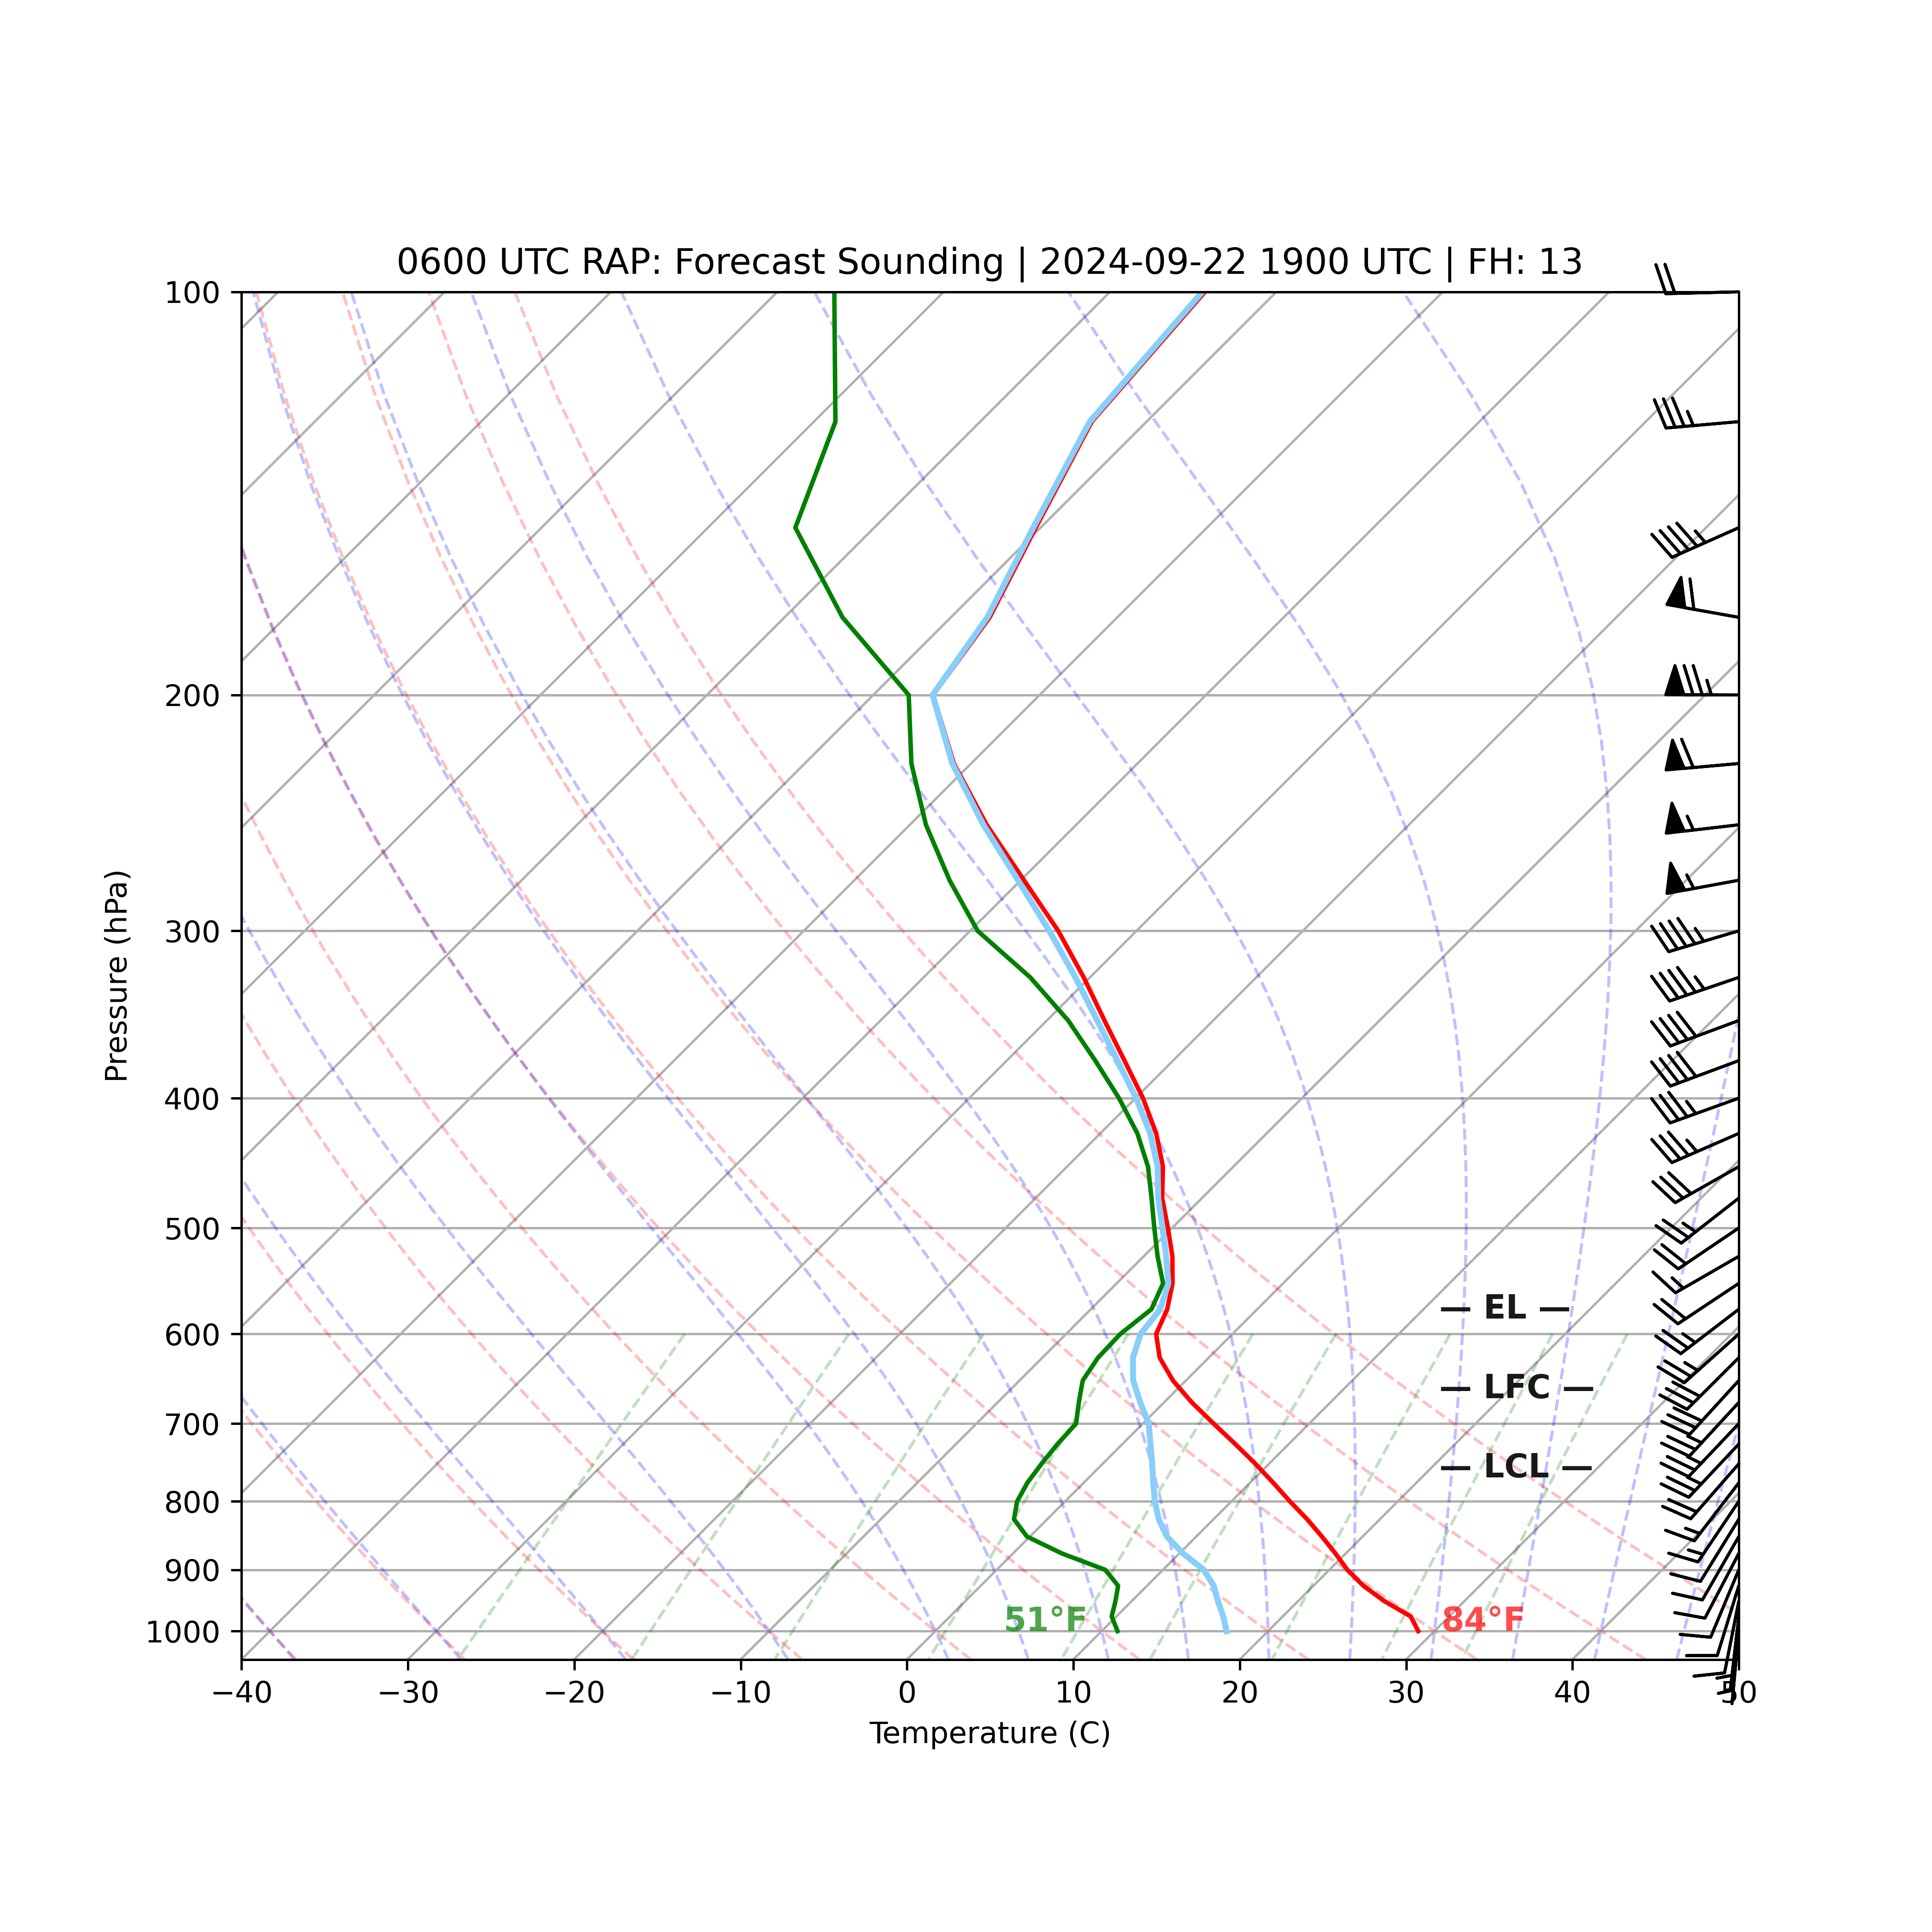 0600 UTC RAP: Forecast Sounding | 2024-09-22 1900 UTC | FH: 13
100
200
300
400
500
600
700
800
900
1000
Pressure (hPa)
— EL —
— LFC —
— LCL —
51°F
84°F
−40 −30 −20 −10 0 10 20 30 40 50
Temperature (C)